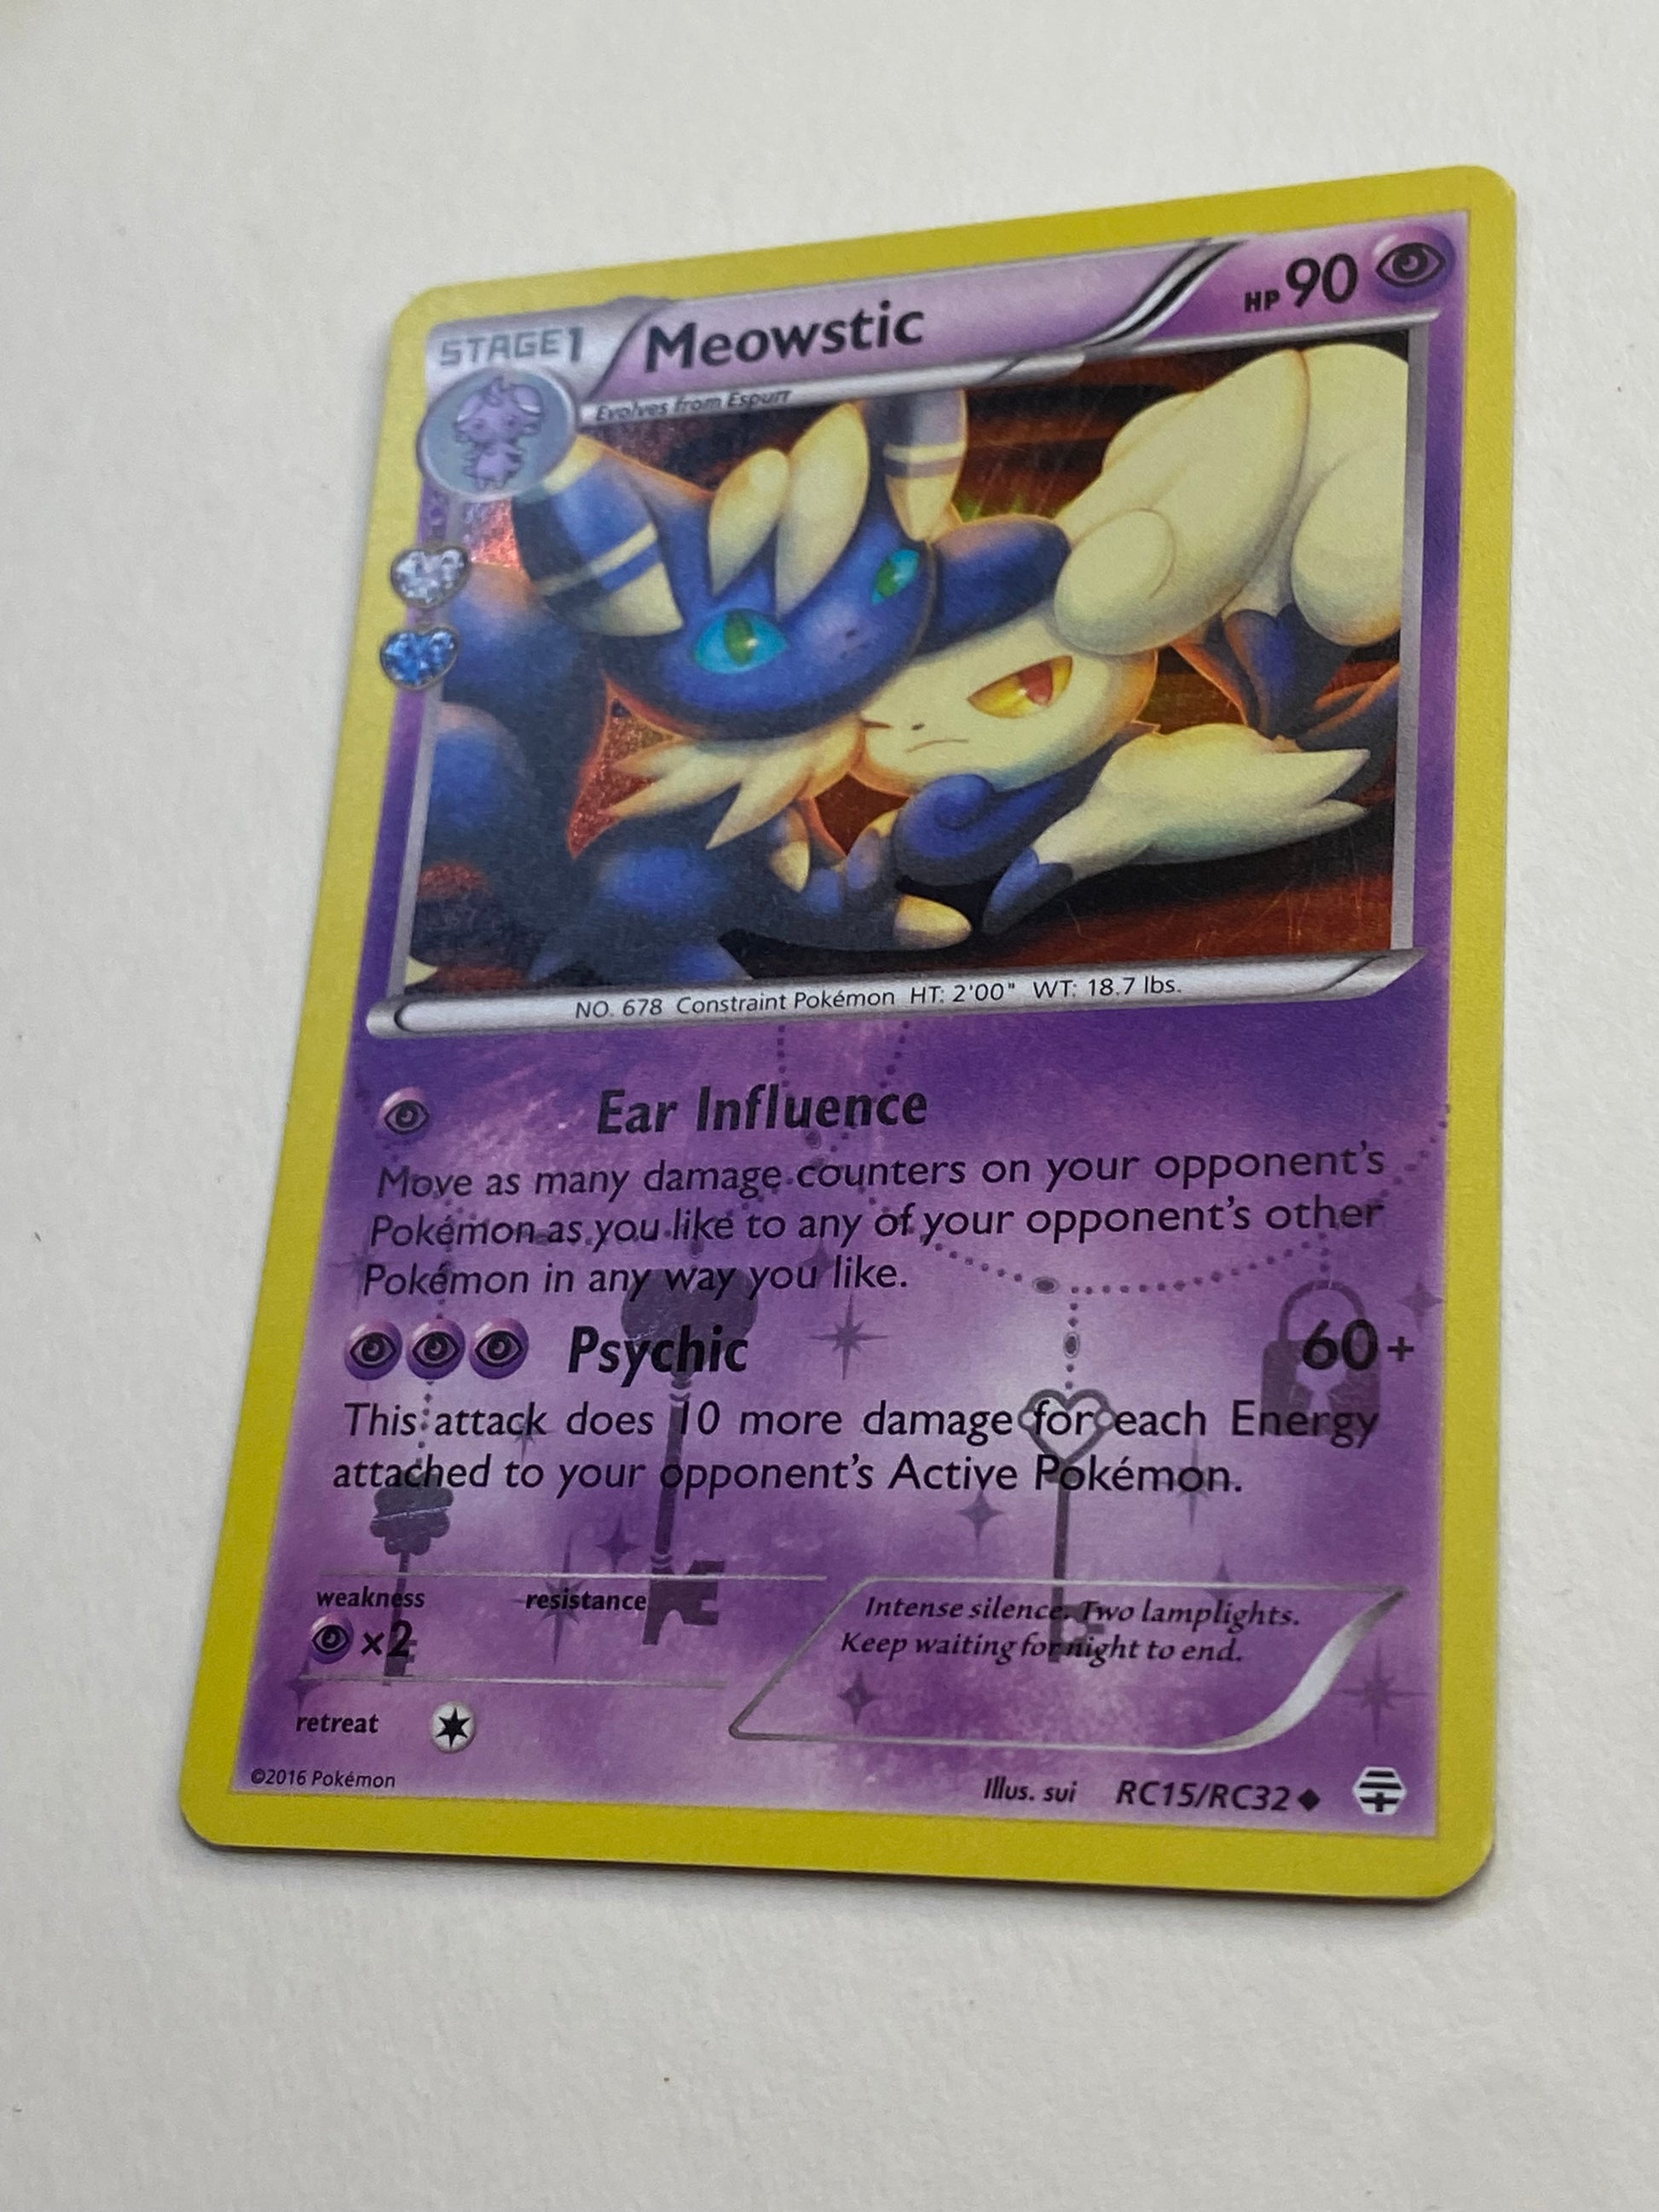 STAGE1 Meowstic HP 90
Evolves from Espurr
NO. 678 Constraint Pokémon HT: 2'00" WT: 18.7 lbs.
Ear Influence
Move as many damage counters on your opponent's
Pokémon as you like to any of your opponent's other
Pokémon in any way you like.
Psychic 60+
This attack does 10 more damage for each Energy
attached to your opponent's Active Pokémon.
weakness resistance
×2
Intense silence. Two lamplights.
Keep waiting for night to end.
retreat
©2016 Pokémon
Illus. sui RC15/RC32